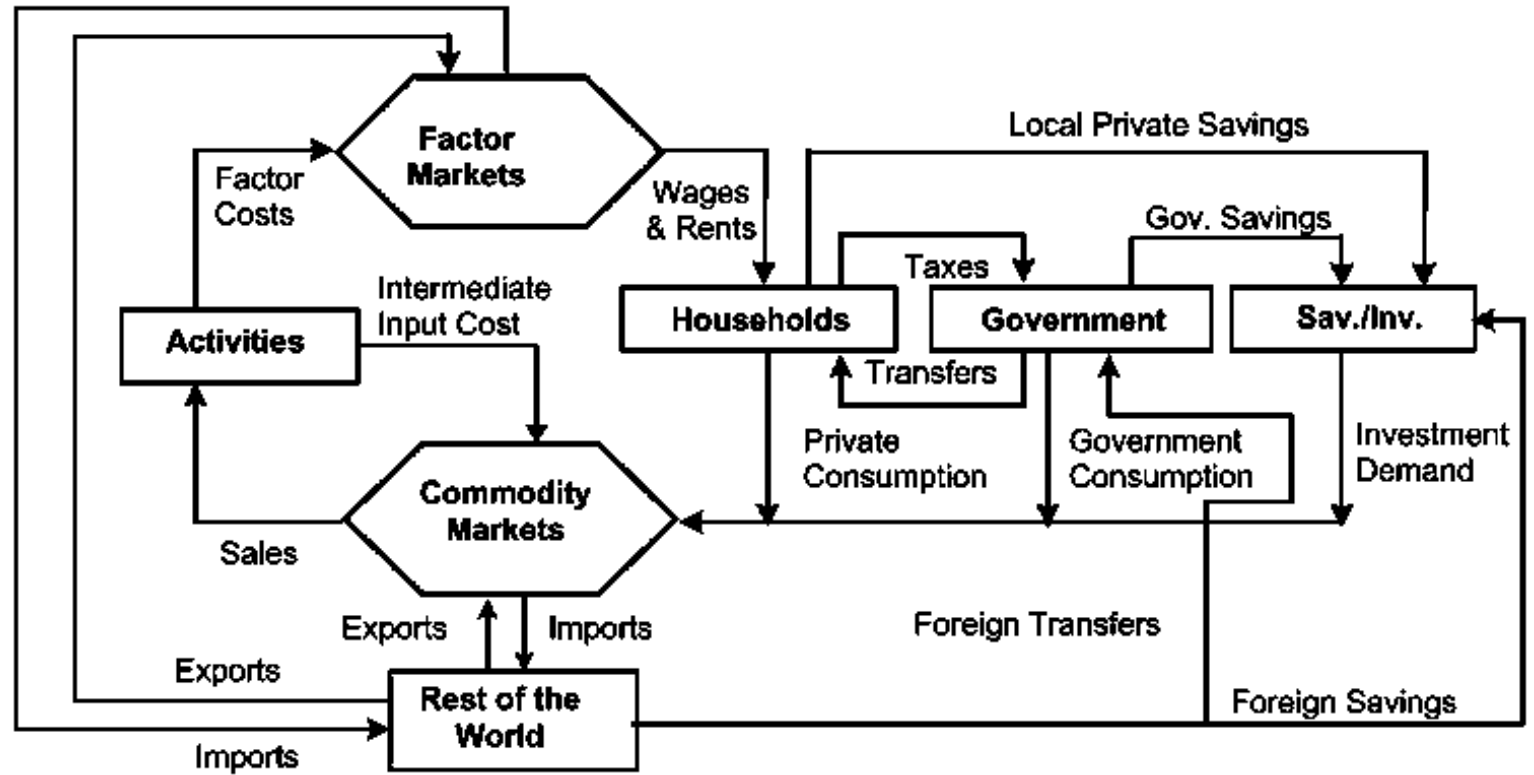 Factor
Markets
Local Private Savings
Factor
Costs
Wages
& Rents
Gov. Savings
Taxes
Intermediate
Input Cost
Households
Government
Sav./Inv.
Activities
Transfers
Private
Consumption
Government
Consumption
Investment
Demand
Commodity
Markets
Sales
Exports
Imports
Foreign Transfers
Exports
Rest of the
World
Foreign Savings
Imports